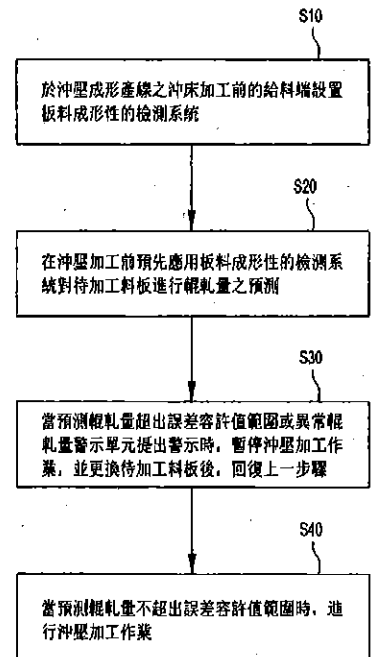 S10
於沖壓成形產線之沖床加工前的給料端設置
板料成形性的檢測系統
S20
在沖壓加工前預先應用板料成形性的檢測系
統對待加工料板進行輥軋量之預測
S30
當預測輥軋量超出誤差容許值範圍或異常輥
軋量警示單元提出警示時，暫停沖壓加工作
業，並更換待加工料板後，回復上一步驟
S40
當預測輥軋量不超出誤差容許值範圍時，進
行沖壓加工作業